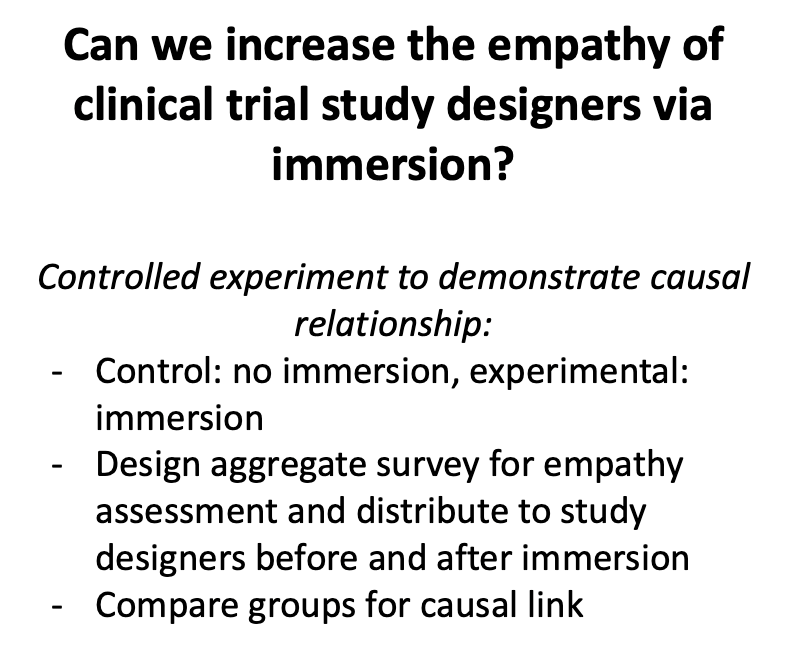 Can we increase the empathy of
clinical trial study designers via
immersion?
Controlled experiment to demonstrate causal
relationship:
- Control: no immersion, experimental:
immersion
- Design aggregate survey for empathy
assessment and distribute to study
designers before and after immersion
- Compare groups for causal link